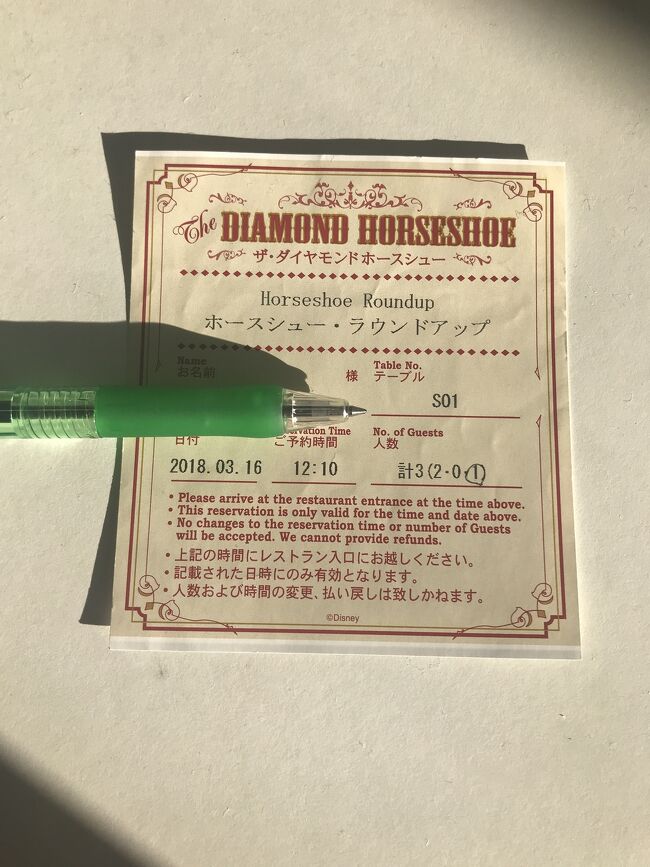 The DIAMOND HORSESHOE
ザ・ダイヤモンドホースシュー
Horseshoe Roundup
ホースシュー・ラウンドアップ
Name
お名前 様
Table No.
テーブル
S01
日付
Reservation Time
ご予約時間
No. of Guests
人数
2018.03.16 12:10 計3(2-0-1)
• Please arrive at the restaurant entrance at the time above.
• This reservation is only valid for the time and date above.
• No changes to the reservation time or number of Guests
will be accepted. We cannot provide refunds.
• 上記の時間にレストラン入口にお越しください。
• 記載された日時にのみ有効となります。
• 人数および時間の変更、払い戻しは致しかねます。
©Disney